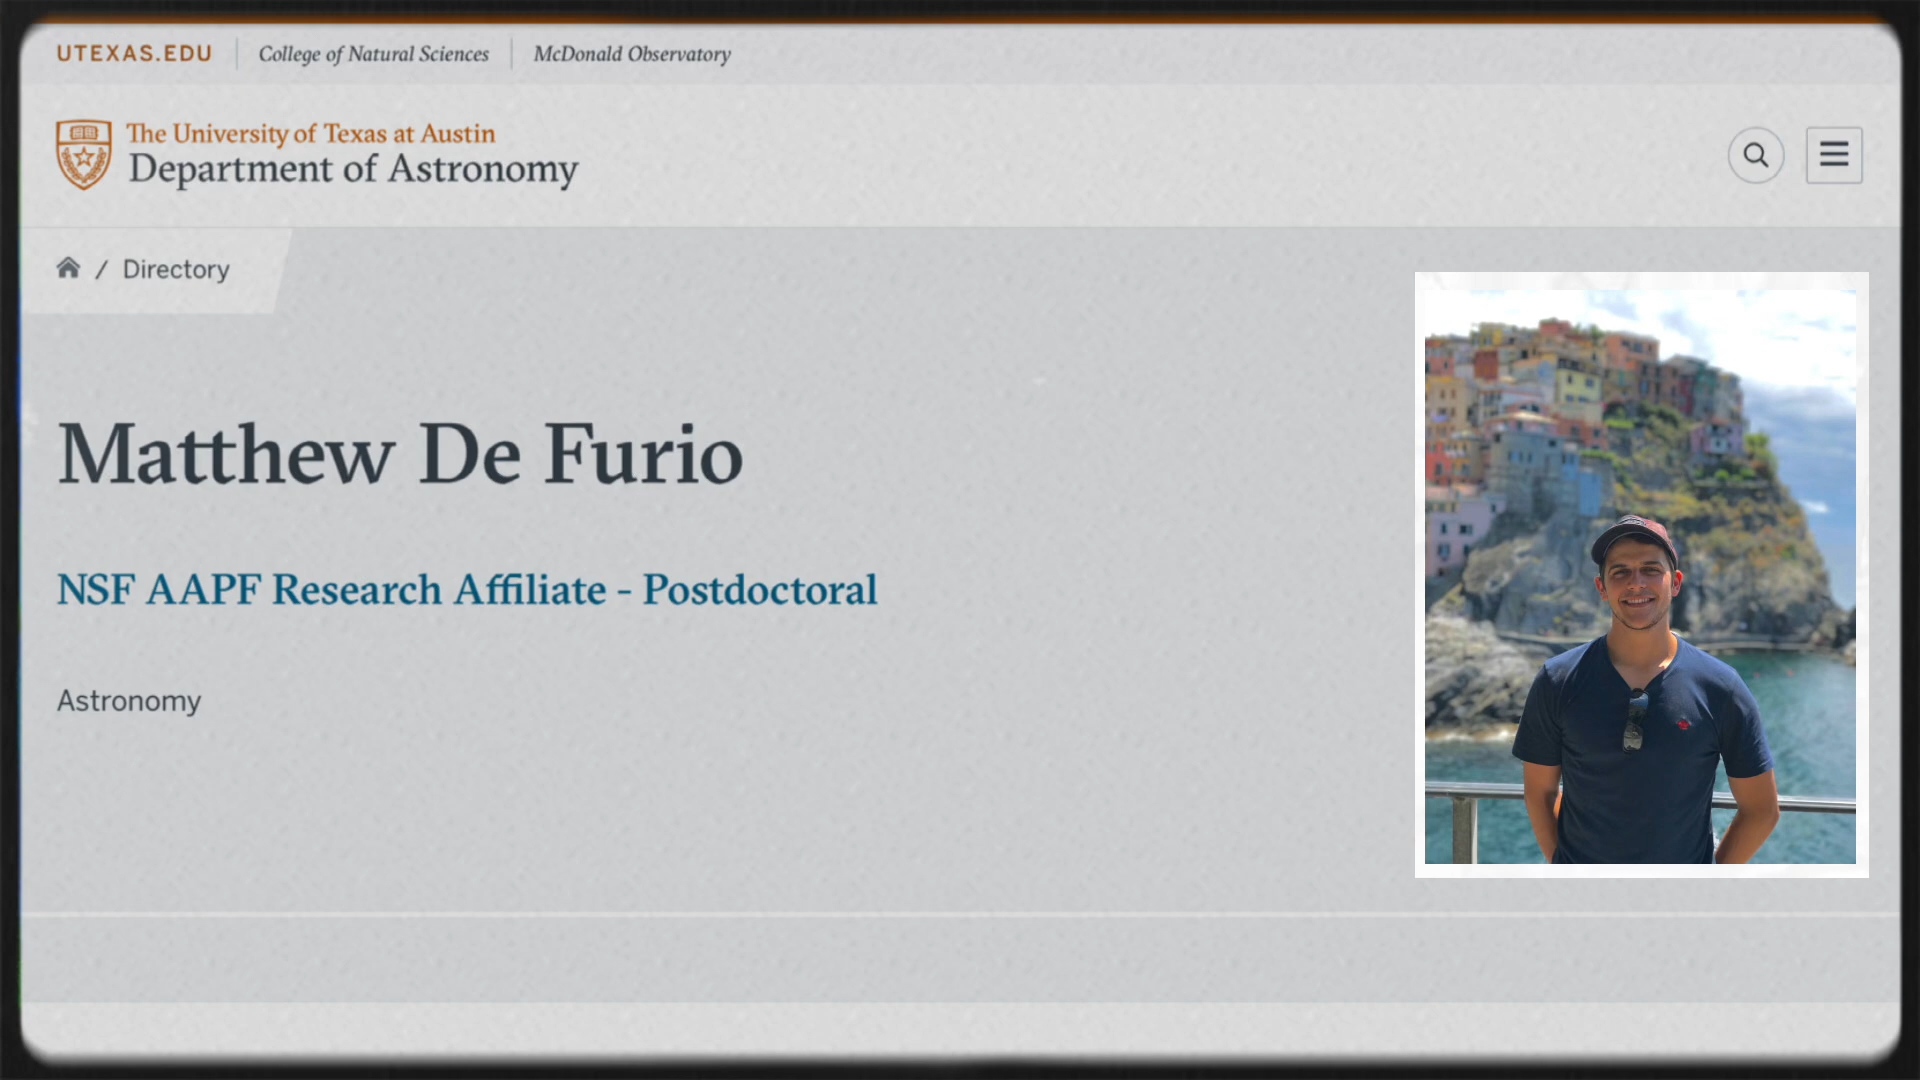 UTEXAS.EDU
College of Natural Sciences
McDonald Observatory
The University of Texas at Austin
Department of Astronomy
/ Directory
Matthew De Furio
NSF AAPF Research Affiliate - Postdoctoral
Astronomy